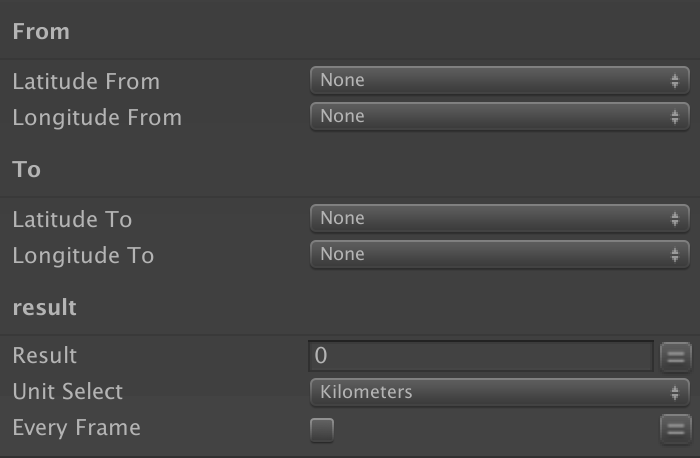 From
Latitude From None
Longitude From None
To
Latitude To None
Longitude To None
result
Result 0
Unit Select Kilometers
Every Frame